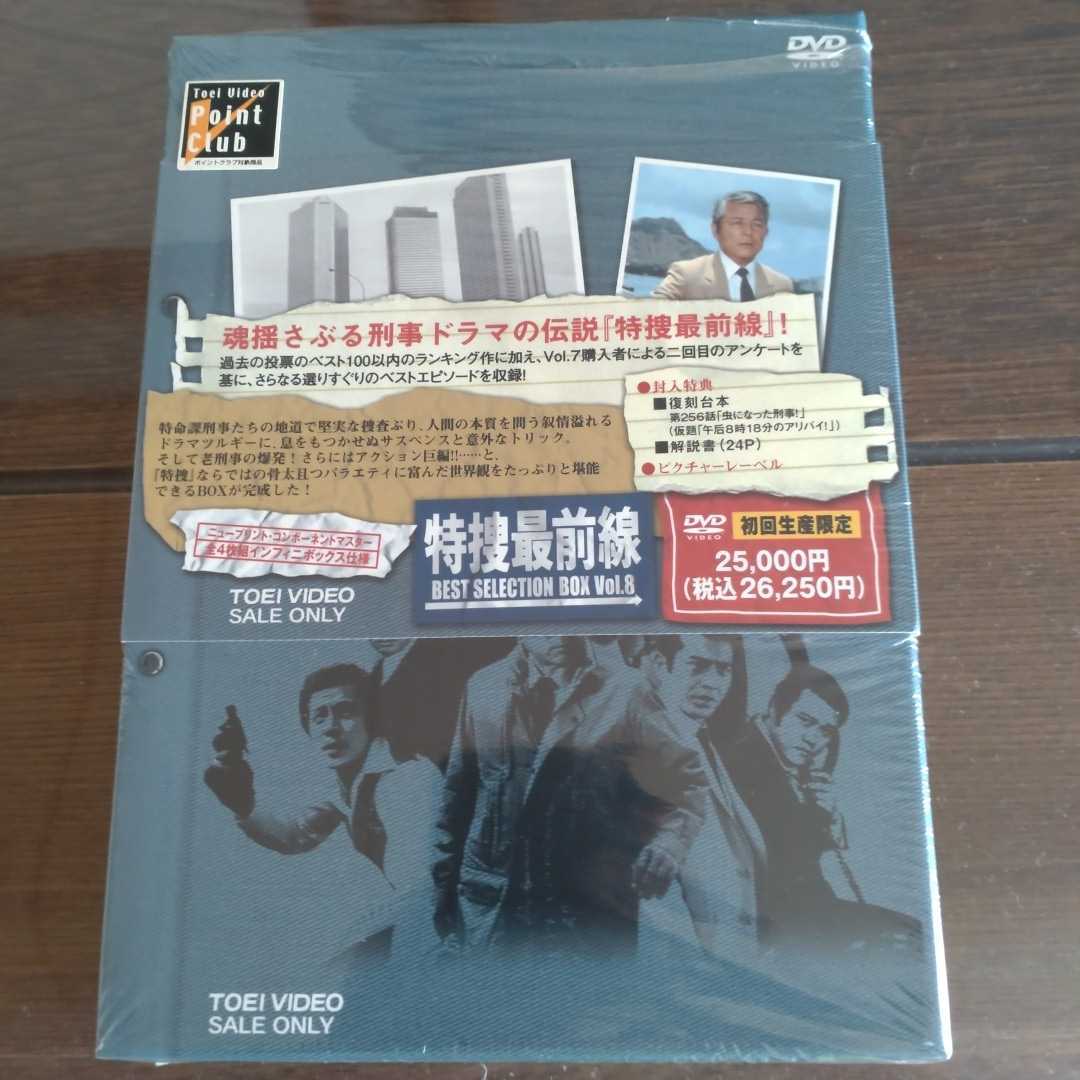 DVD
VIDEO
Toei Video
Point
Club
ポイントクラブ対象商品
魂揺さぶる刑事ドラマの伝説『特捜最前線』!
過去の投票のベスト100以内のランキング作に加え、Vol.7購入者による二回目のアンケートを
基に、さらなる選りすぐりのベストエピソードを収録!
●封入特典
■復刻台本
第256話「虫になった刑事!」
(仮題「午後8時18分のアリバイ!」)
■解説書(24P)
●ピクチャーレーベル
特命課刑事たちの地道で堅実な捜査ぶり、人間の本質を問う叙情溢れる
ドラマツルギーに、息をもつかせぬサスペンスと意外なトリック。
そして老刑事の爆発!さらにはアクション巨編!!……と、
『特捜』ならではの骨太且つバラエティに富んだ世界観をたっぷりと堪能
できるBOXが完成した!
ニュープリント・コンポーネントマスター
全4枚組インフィニボックス仕様
特捜最前線
BEST SELECTION BOX Vol.8
DVD
VIDEO
初回生産限定
25,000円
(税込26,250円)
TOEI VIDEO
SALE ONLY
TOEI VIDEO
SALE ONLY